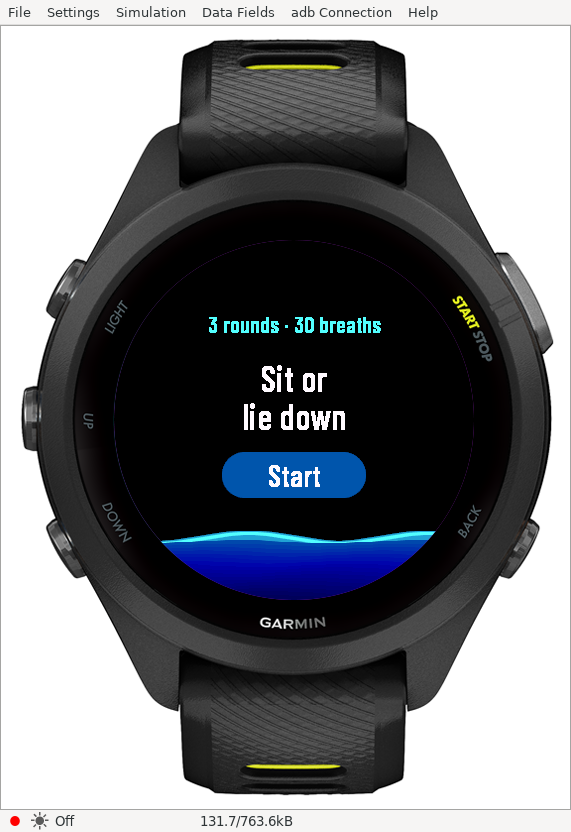 File Settings Simulation Data Fields adb Connection Help
LIGHT
START STOP
3 rounds · 30 breaths
Sit or
lie down
UP
Start
DOWN
BACK
GARMIN
Off 131.7/763.6kB